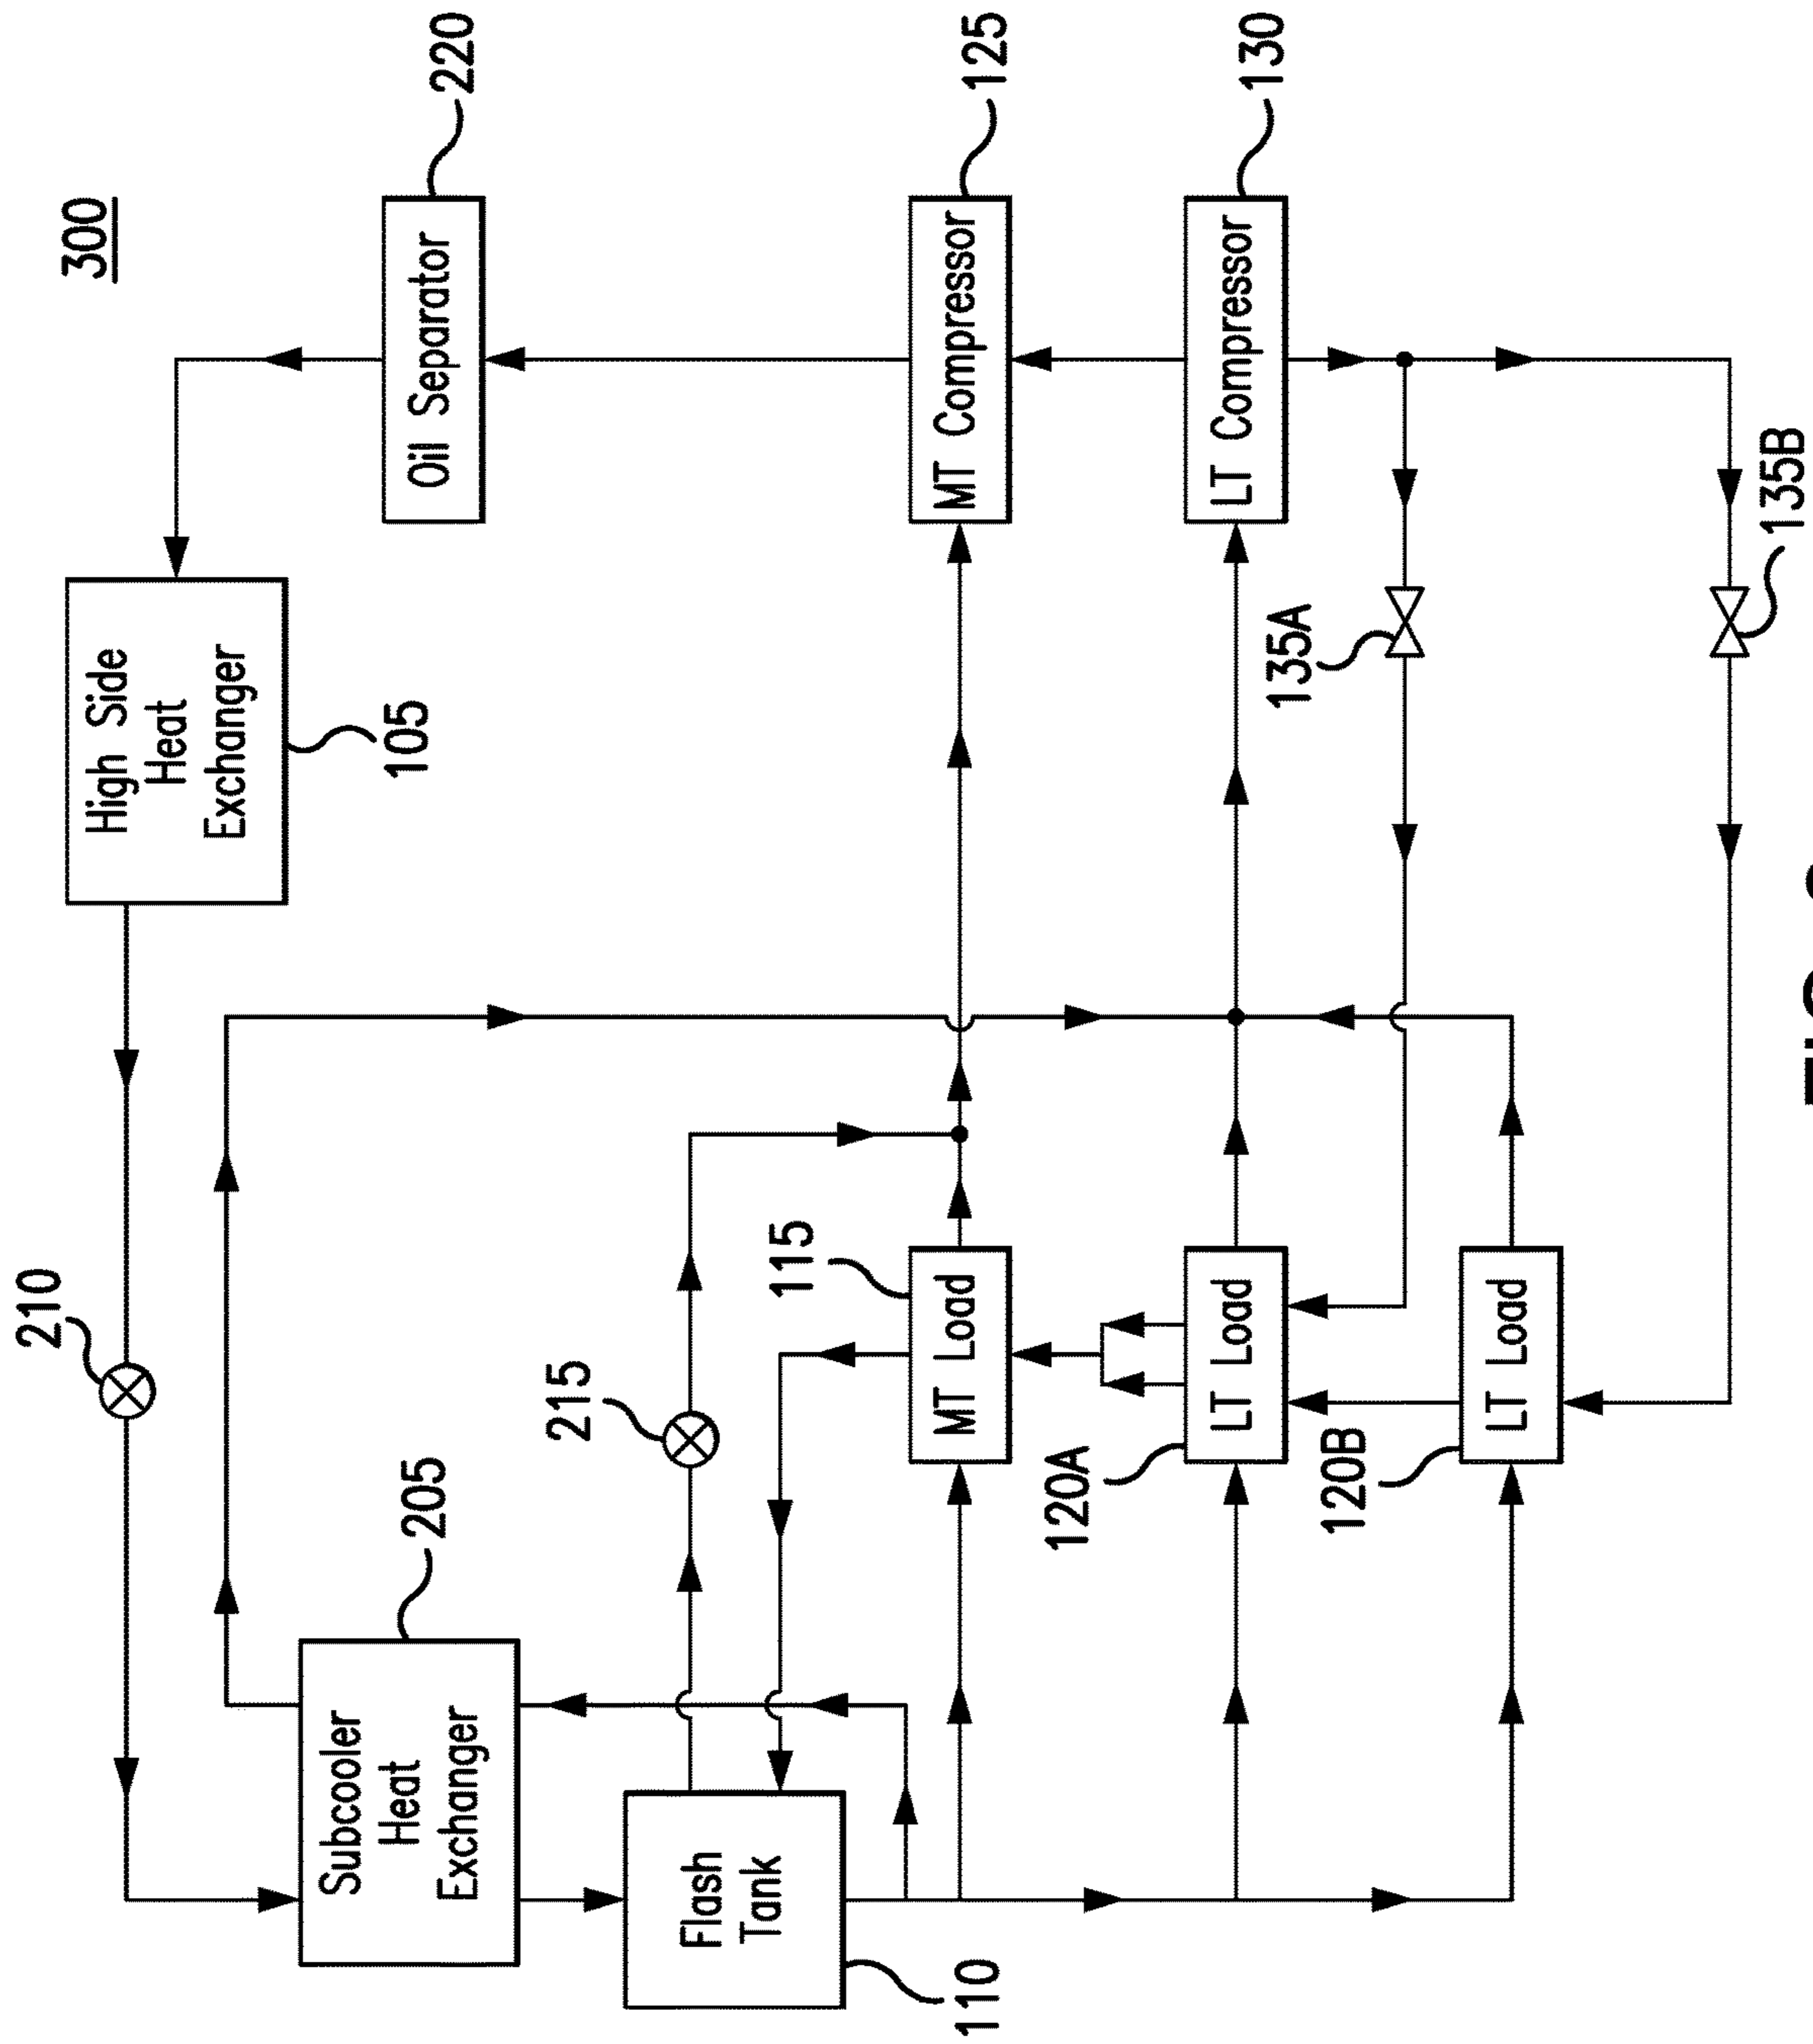 300
210
High Side
Heat
Exchanger
105
Oil Separator
220
Subcooler
Heat
Exchanger
205
215
Flash
Tank
110
115
MT Load
MT Compressor
125
120A
LT Load
LT Compressor
130
135A
120B
LT Load
135B